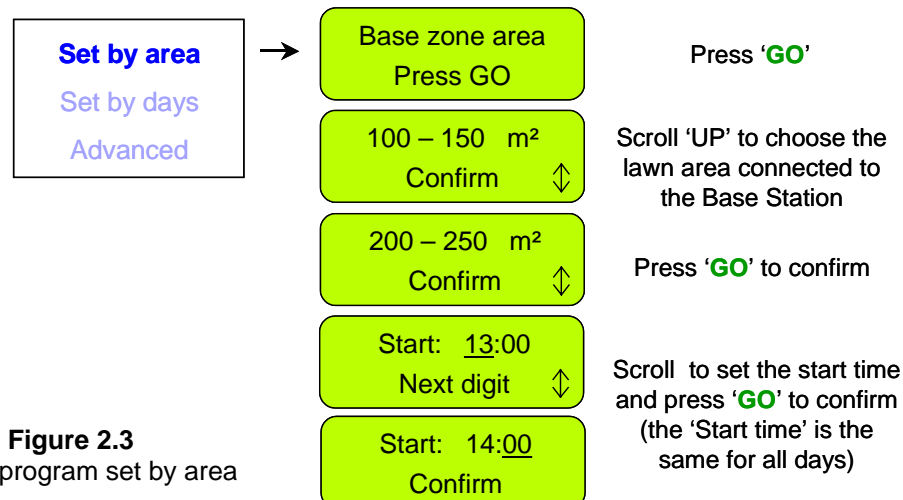 Set by area
Set by days
Advanced
Base zone area
Press GO
Press ‘GO’
100 – 150 m²
Confirm
Scroll ‘UP’ to choose the
lawn area connected to
the Base Station
200 – 250 m²
Confirm
Press ‘GO’ to confirm
Start: 13:00
Next digit
Scroll to set the start time
and press ‘GO’ to confirm
(the ‘Start time’ is the
same for all days)
Start: 14:00
Confirm
Figure 2.3
program set by area